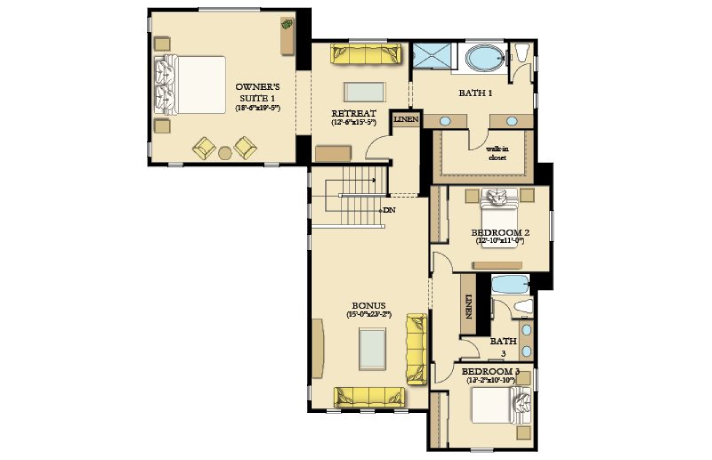 OWNER'S
SUITE 1
(18'-6"x19'-5")
RETREAT
(12'-6"x15'-5")
LINEN
BATH 1
walk-in
closet
DN
BEDROOM 2
(12'-10"x11'-0")
BONUS
(15'-0"x23'-2")
LINEN
BATH
3
BEDROOM 3
(13'-2"x10'-10")